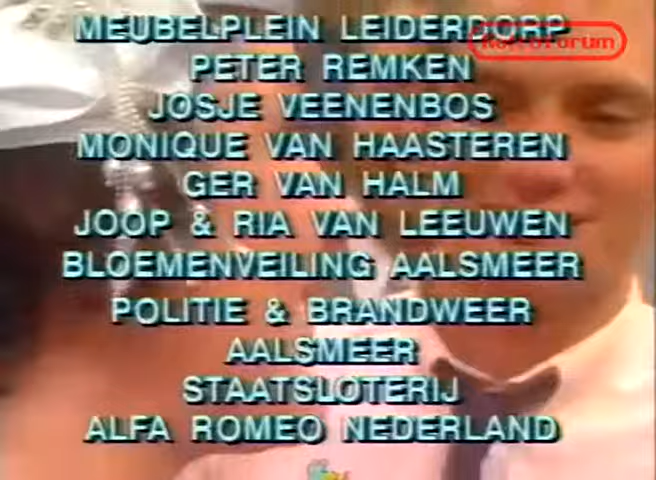 MEUBELPLEIN LEIDERDORP
PETER REMKEN
JOSJE VEENENBOS
MONIQUE VAN HAASTEREN
GER VAN HALM
JOOP & RIA VAN LEEUWEN
BLOEMENVEILING AALSMEER
POLITIE & BRANDWEER
AALSMEER
STAATSLOTERIJ
ALFA ROMEO NEDERLAND